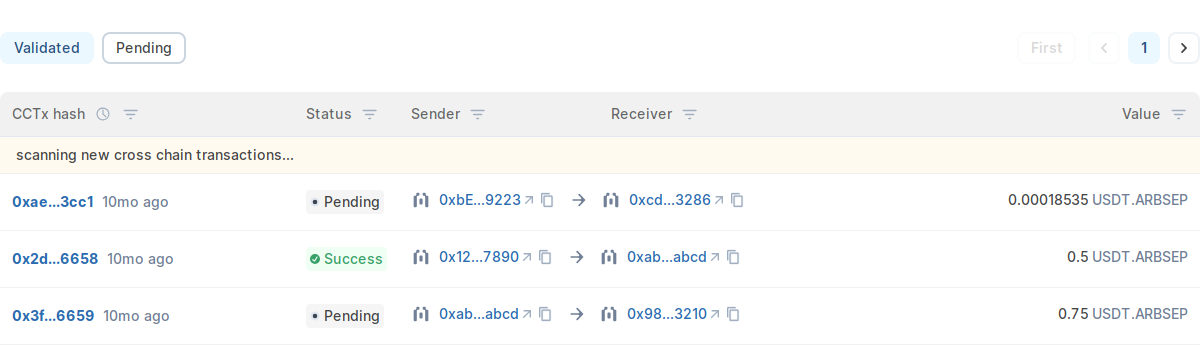 Validated Pending First 1
CCTx hash Status Sender Receiver Value
scanning new cross chain transactions...
0xae...3cc1 10mo ago Pending 0xbE...9223 0xcd...3286 0.00018535 USDT.ARBSEP
0x2d...6658 10mo ago Success 0x12...7890 0xab...abcd 0.5 USDT.ARBSEP
0x3f...6659 10mo ago Pending 0xab...abcd 0x98...3210 0.75 USDT.ARBSEP